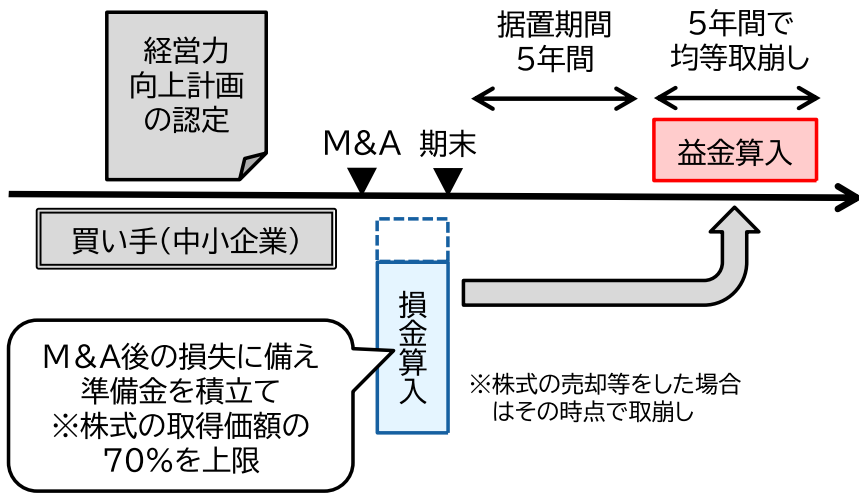 経営力
向上計画
の認定
据置期間
5年間
5年間で
均等取崩し
M&A
期末
益金算入
買い手(中小企業)
損金算入
M&A後の損失に備え
準備金を積立て
※株式の取得価額の
70%を上限
※株式の売却等をした場合
はその時点で取崩し